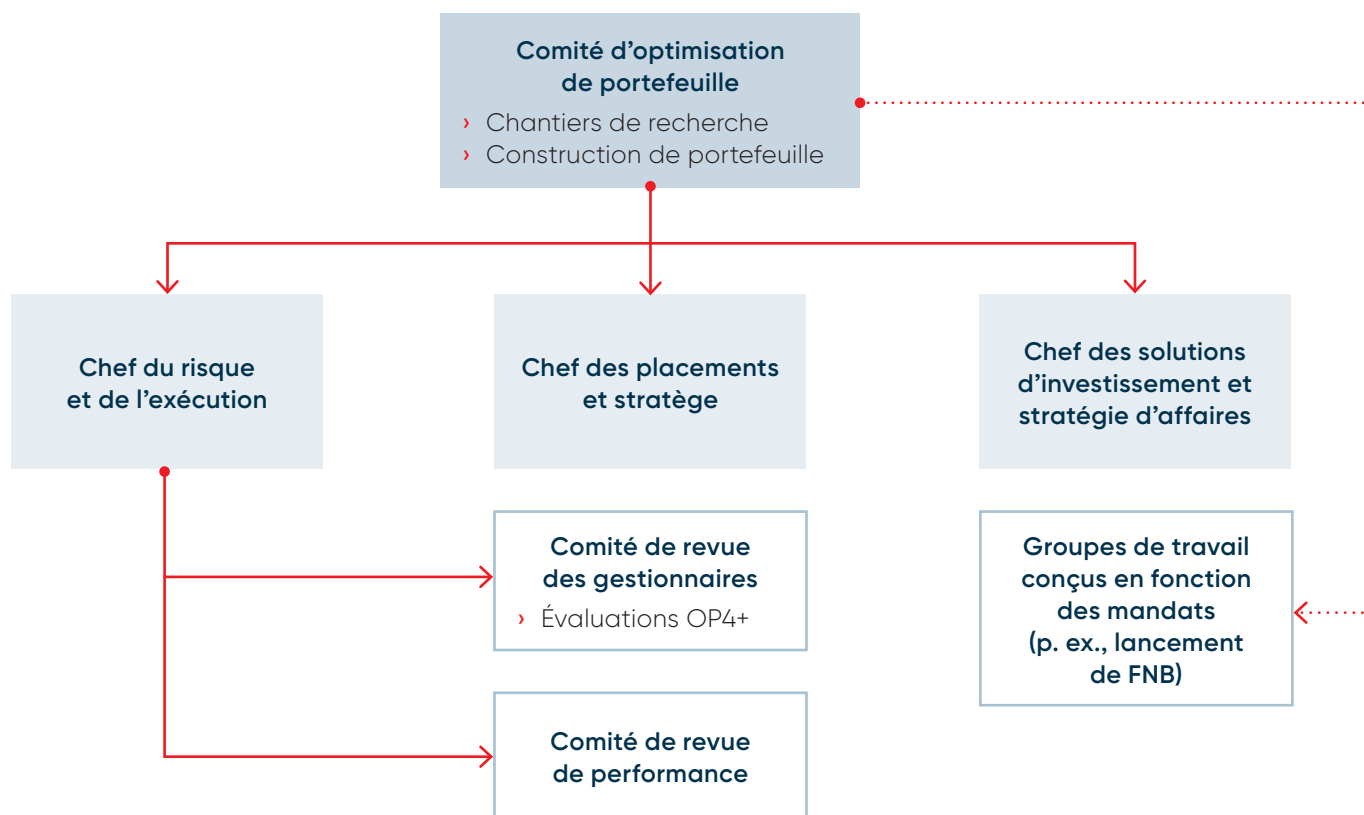 Comité d’optimisation
de portefeuille
› Chantiers de recherche
› Construction de portefeuille
Chef du risque
et de l’exécution
Chef des placements
et stratège
Chef des solutions
d’investissement et
stratégie d’affaires
Comité de revue
des gestionnaires
› Évaluations OP4+
Groupes de travail
conçus en fonction
des mandats
(p. ex., lancement
de FNB)
Comité de revue
de performance